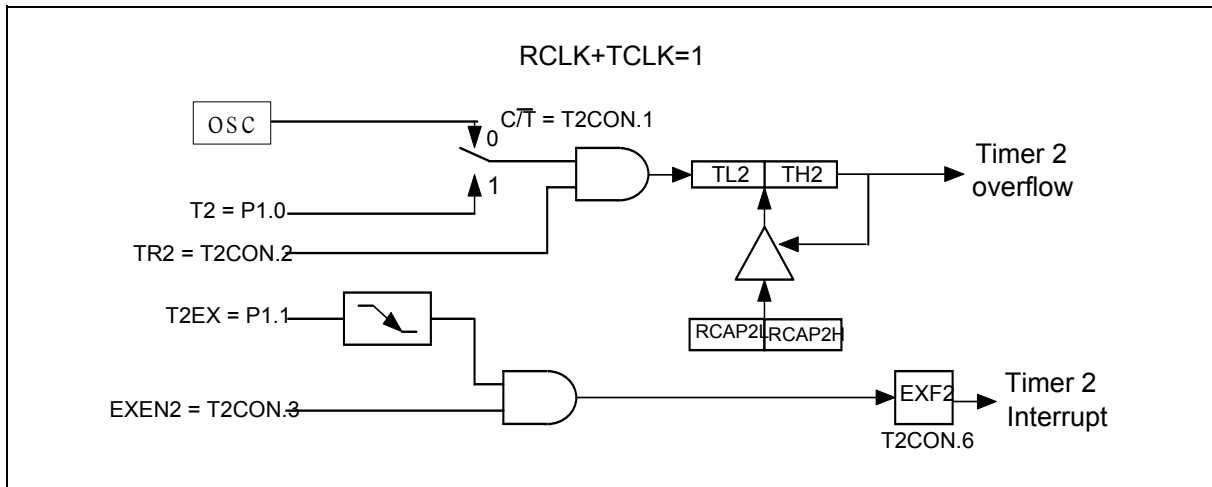 RCLK+TCLK=1
OSC
C/T̅ = T2CON.1
0
1
T2 = P1.0
TR2 = T2CON.2
TL2 TH2
Timer 2
overflow
T2EX = P1.1
RCAP2L RCAP2H
EXEN2 = T2CON.3
EXF2
T2CON.6
Timer 2
Interrupt